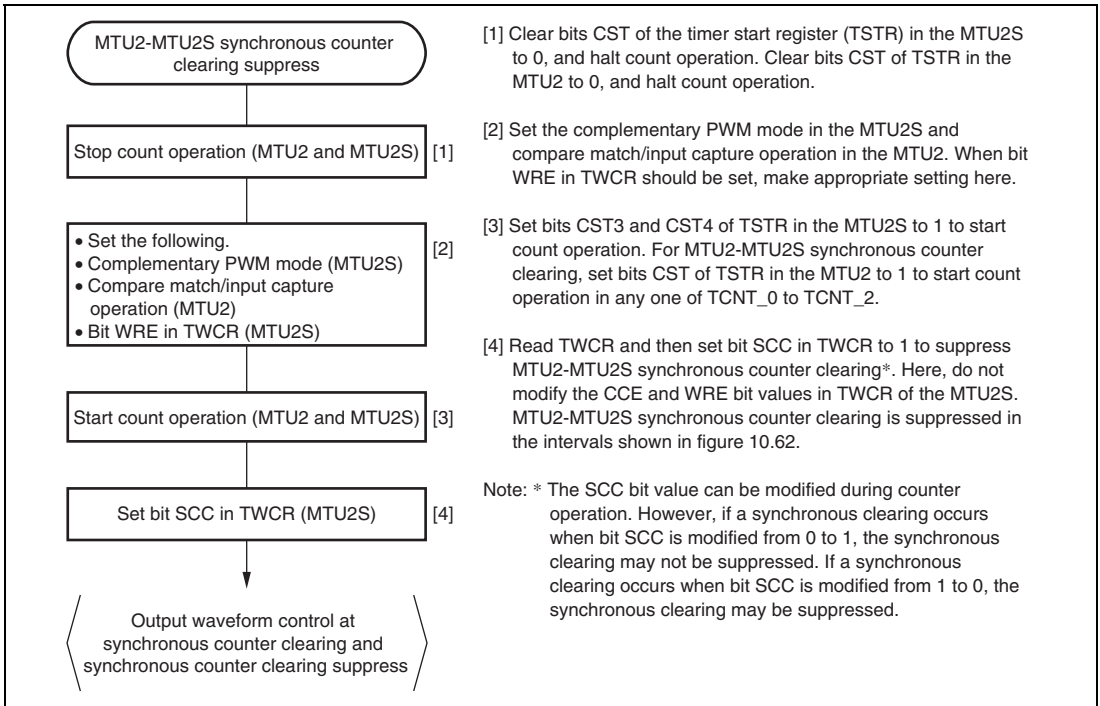 MTU2-MTU2S synchronous counter
clearing suppress
Stop count operation (MTU2 and MTU2S) [1]
• Set the following.
• Complementary PWM mode (MTU2S)
• Compare match/input capture
operation (MTU2)
• Bit WRE in TWCR (MTU2S)
[2]
Start count operation (MTU2 and MTU2S) [3]
Set bit SCC in TWCR (MTU2S) [4]
Output waveform control at
synchronous counter clearing and
synchronous counter clearing suppress
[1] Clear bits CST of the timer start register (TSTR) in the MTU2S
to 0, and halt count operation. Clear bits CST of TSTR in the
MTU2 to 0, and halt count operation.
[2] Set the complementary PWM mode in the MTU2S and
compare match/input capture operation in the MTU2. When bit
WRE in TWCR should be set, make appropriate setting here.
[3] Set bits CST3 and CST4 of TSTR in the MTU2S to 1 to start
count operation. For MTU2-MTU2S synchronous counter
clearing, set bits CST of TSTR in the MTU2 to 1 to start count
operation in any one of TCNT_0 to TCNT_2.
[4] Read TWCR and then set bit SCC in TWCR to 1 to suppress
MTU2-MTU2S synchronous counter clearing*. Here, do not
modify the CCE and WRE bit values in TWCR of the MTU2S.
MTU2-MTU2S synchronous counter clearing is suppressed in
the intervals shown in figure 10.62.
Note: * The SCC bit value can be modified during counter
operation. However, if a synchronous clearing occurs
when bit SCC is modified from 0 to 1, the synchronous
clearing may not be suppressed. If a synchronous
clearing occurs when bit SCC is modified from 1 to 0, the
synchronous clearing may be suppressed.